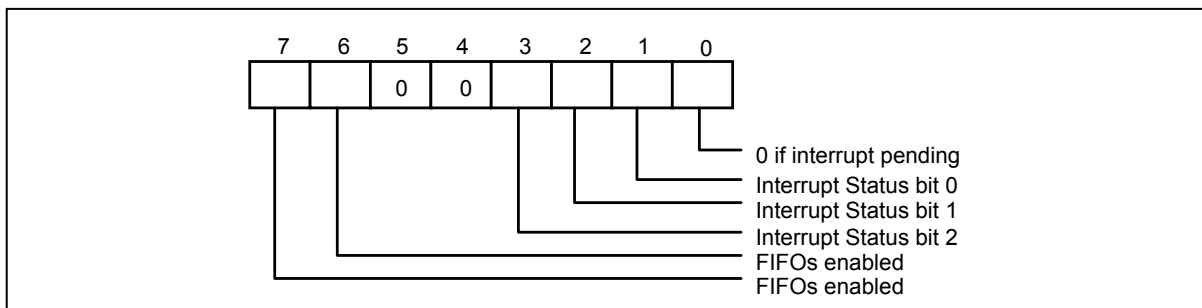 7 6 5 4 3 2 1 0
0 0
0 if interrupt pending
Interrupt Status bit 0
Interrupt Status bit 1
Interrupt Status bit 2
FIFOs enabled
FIFOs enabled